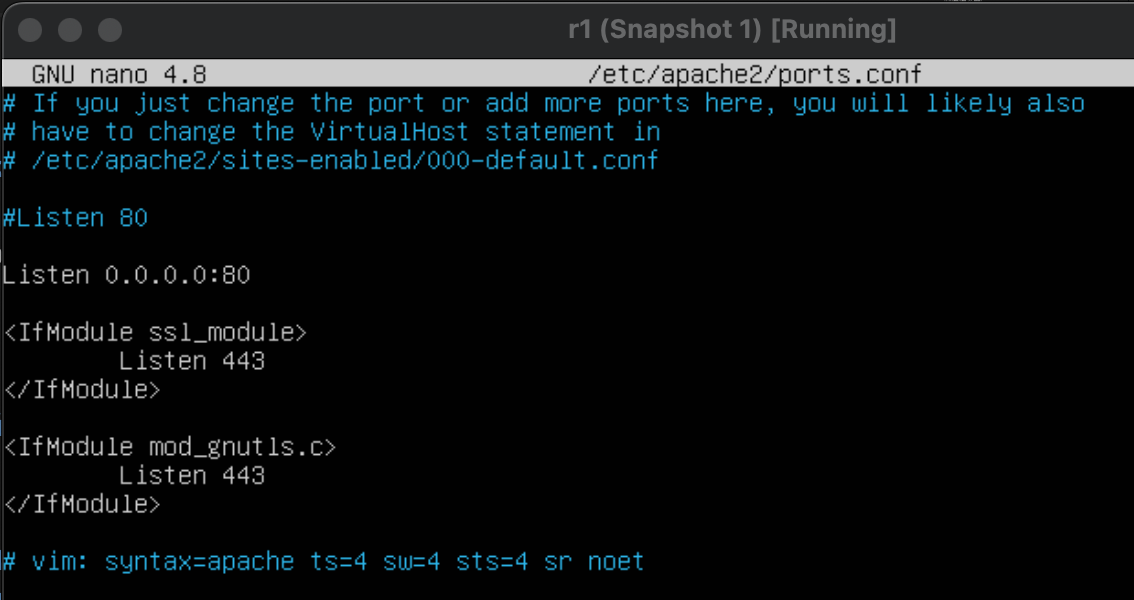 r1 (Snapshot 1) [Running]
GNU nano 4.8 /etc/apache2/ports.conf
# If you just change the port or add more ports here, you will likely also
# have to change the VirtualHost statement in
# /etc/apache2/sites-enabled/000-default.conf
#Listen 80
Listen 0.0.0.0:80
<IfModule ssl_module>
Listen 443
</IfModule>
<IfModule mod_gnutls.c>
Listen 443
</IfModule>
# vim: syntax=apache ts=4 sw=4 sts=4 sr noet